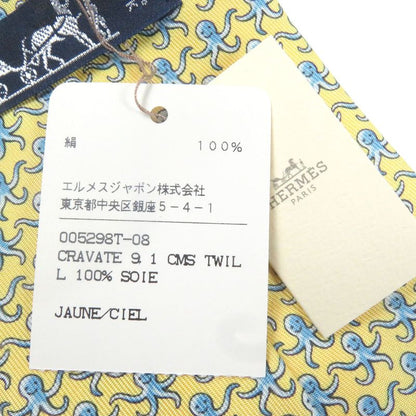 絹 100%
エルメスジャポン株式会社
東京都中央区銀座5-4-1
005298T-08
CRAVATE 9.1 CMS TWIL
L 100% SOIE
JAUNE/CIEL
HERMES
PARIS